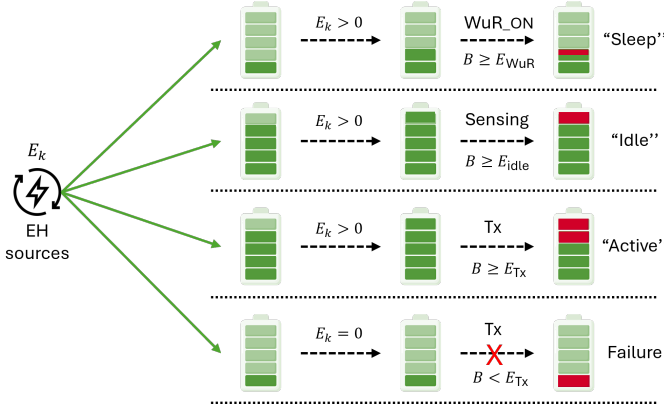 E_k > 0
WuR_ON
B ≥ E_WuR
“Sleep’’
E_k > 0
Sensing
B ≥ E_idle
“Idle’’
E_k
EH
sources
E_k > 0
Tx
B ≥ E_Tx
“Active’
E_k = 0
Tx
X
B < E_Tx
Failure